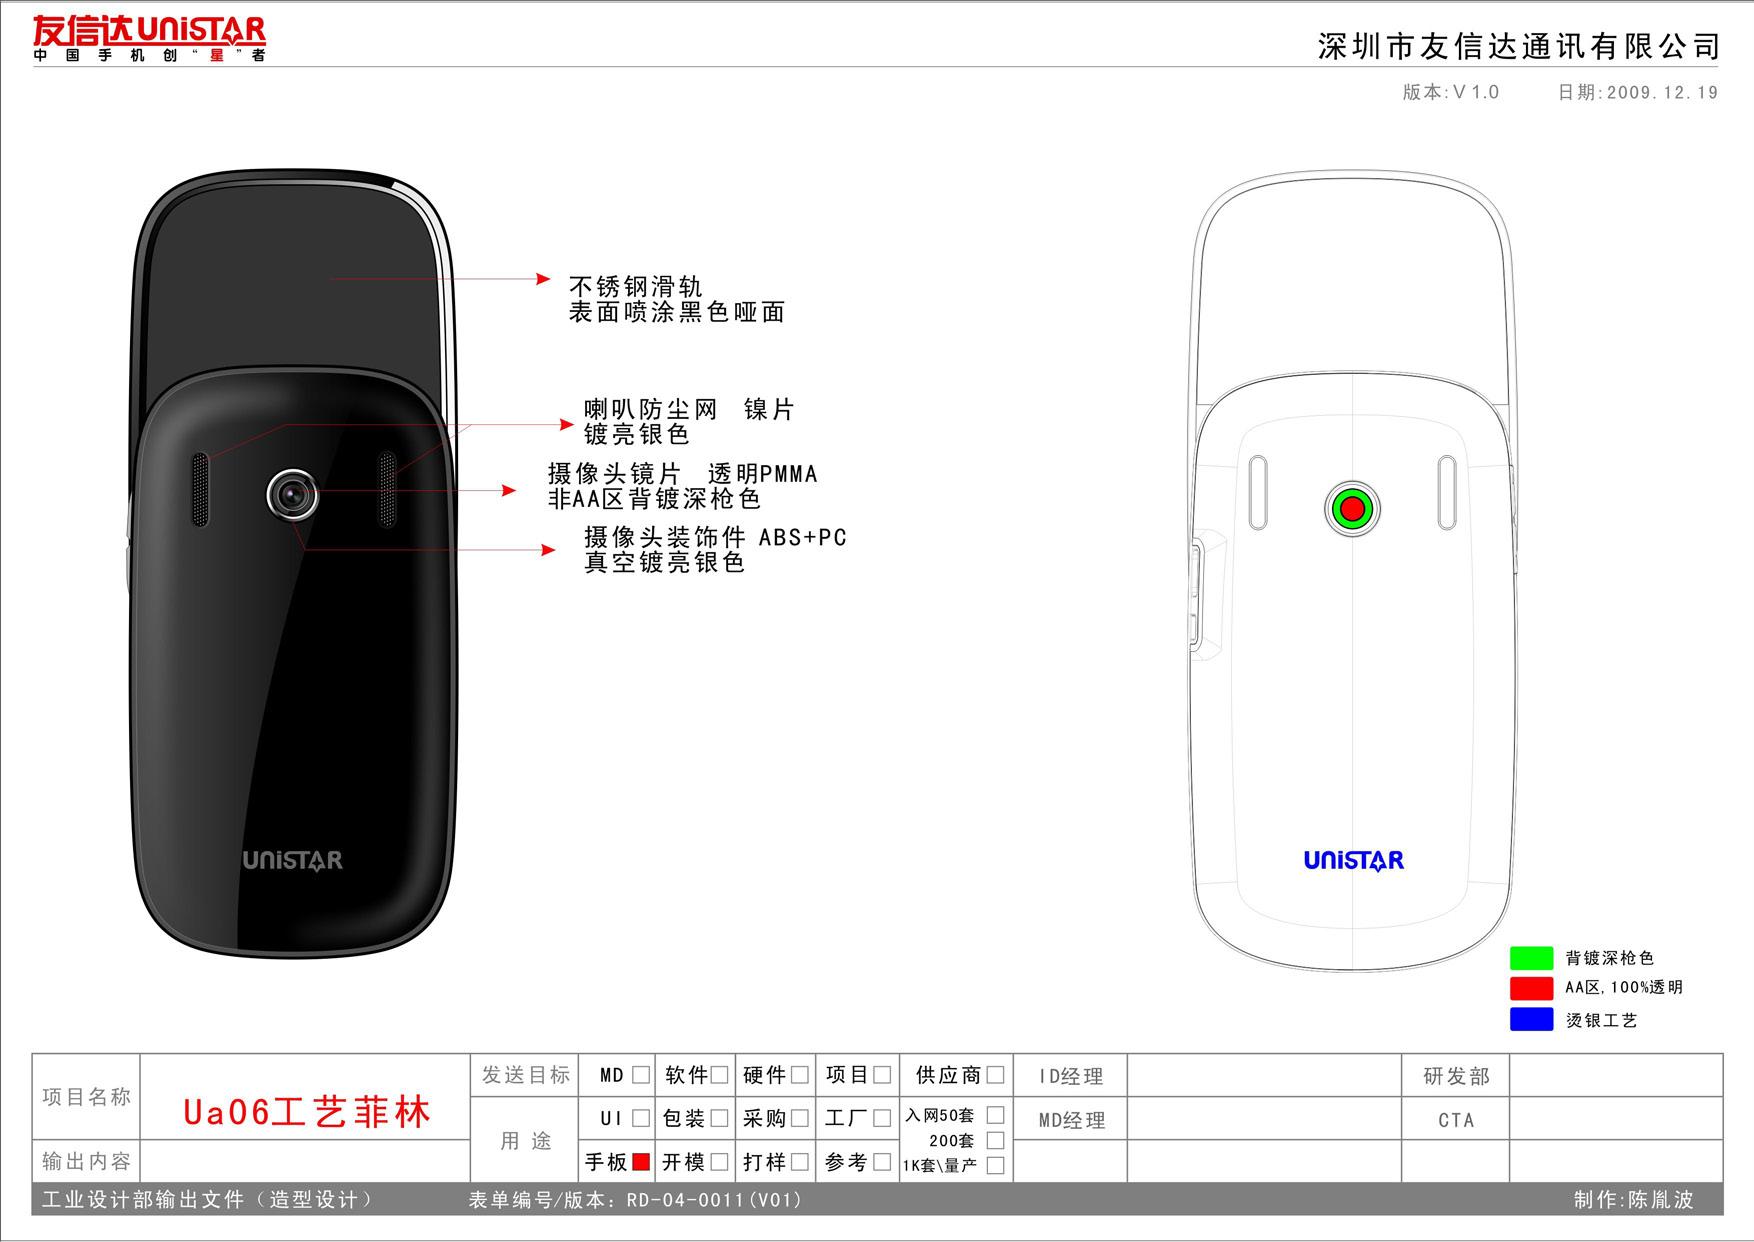 友信达UNiSTAR
中国手机创“星”者
深圳市友信达通讯有限公司
版本:V1.0 日期:2009.12.19
不锈钢滑轨
表面喷涂黑色哑面
喇叭防尘网 镍片
镀亮银色
摄像头镜片 透明PMMA
非AA区背镀深枪色
摄像头装饰件 ABS+PC
真空镀亮银色
UNiSTAR
UNiSTAR
背镀深枪色
AA区,100%透明
烫银工艺
项目名称
Ua06工艺菲林
输出内容
发送目标
用 途
MD 软件 硬件 项目 供应商
UI 包装 采购 工厂 入网50套
200套
手板 开模 打样 参考 1K套\量产
ID经理 研发部
MD经理 CTA
工业设计部输出文件（造型设计） 表单编号/版本：RD-04-0011(V01) 制作:陈胤波